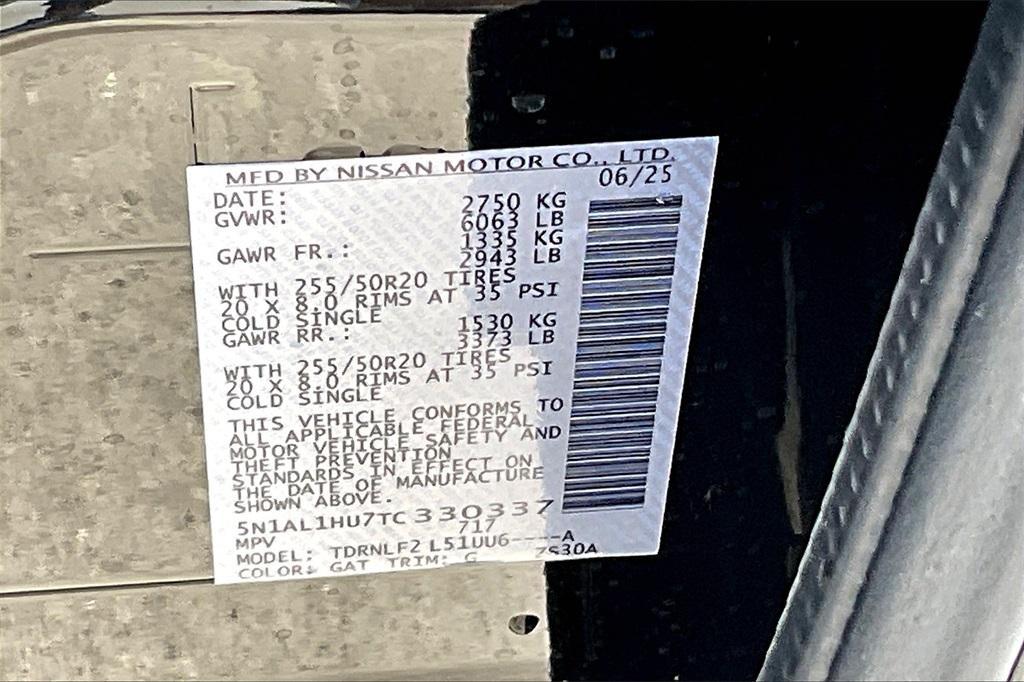 MFD BY NISSAN MOTOR CO., LTD.
DATE: 06/25
GVWR: 2750 KG
6063 LB
GAWR FR.: 1335 KG
2943 LB
WITH 255/50R20 TIRES
20 X 8.0 RIMS AT 35 PSI
COLD SINGLE
GAWR RR.: 1530 KG
3373 LB
WITH 255/50R20 TIRES
20 X 8.0 RIMS AT 35 PSI
COLD SINGLE
THIS VEHICLE CONFORMS TO
ALL APPLICABLE FEDERAL
MOTOR VEHICLE SAFETY AND
THEFT PREVENTION
STANDARDS IN EFFECT ON
THE DATE OF MANUFACTURE
SHOWN ABOVE.
5N1AL1HU7TC330337
MPV 717
MODEL: TDRNLF2 L51UU6----A
COLOR: GAT TRIM: G 7S30A